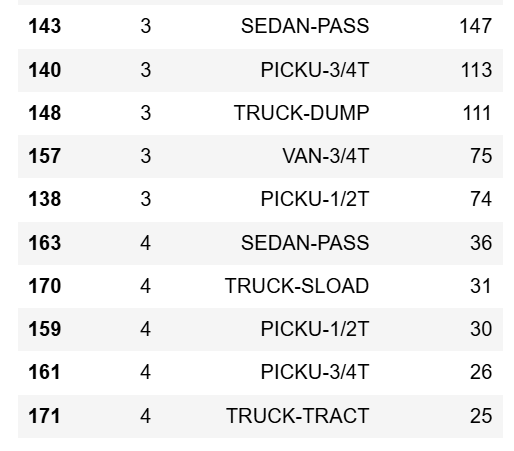 143 3 SEDAN-PASS 147
140 3 PICKU-3/4T 113
148 3 TRUCK-DUMP 111
157 3 VAN-3/4T 75
138 3 PICKU-1/2T 74
163 4 SEDAN-PASS 36
170 4 TRUCK-SLOAD 31
159 4 PICKU-1/2T 30
161 4 PICKU-3/4T 26
171 4 TRUCK-TRACT 25